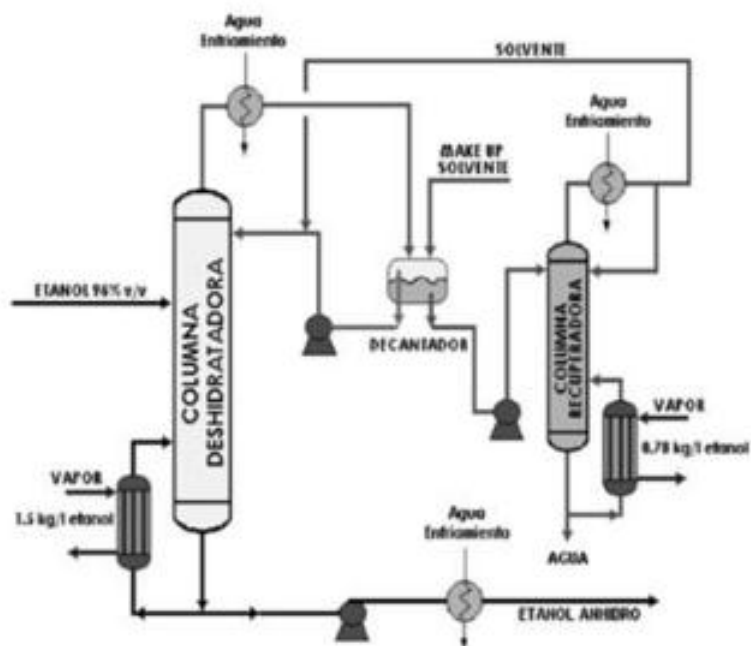 Agua
Enfriamiento
SOLVENTE
Agua
Enfriamiento
MAKE UP
SOLVENTE
ETANOL 96% v/v
COLUMNA
DESHIDRATADORA
DECANTADOR
COLUMNA
RECUPERADORA
VAPOR
0.78 kg/l etanol
VAPOR
1.5 kg/l etanol
Agua
Enfriamiento
AGUA
ETANOL ANHIDRO